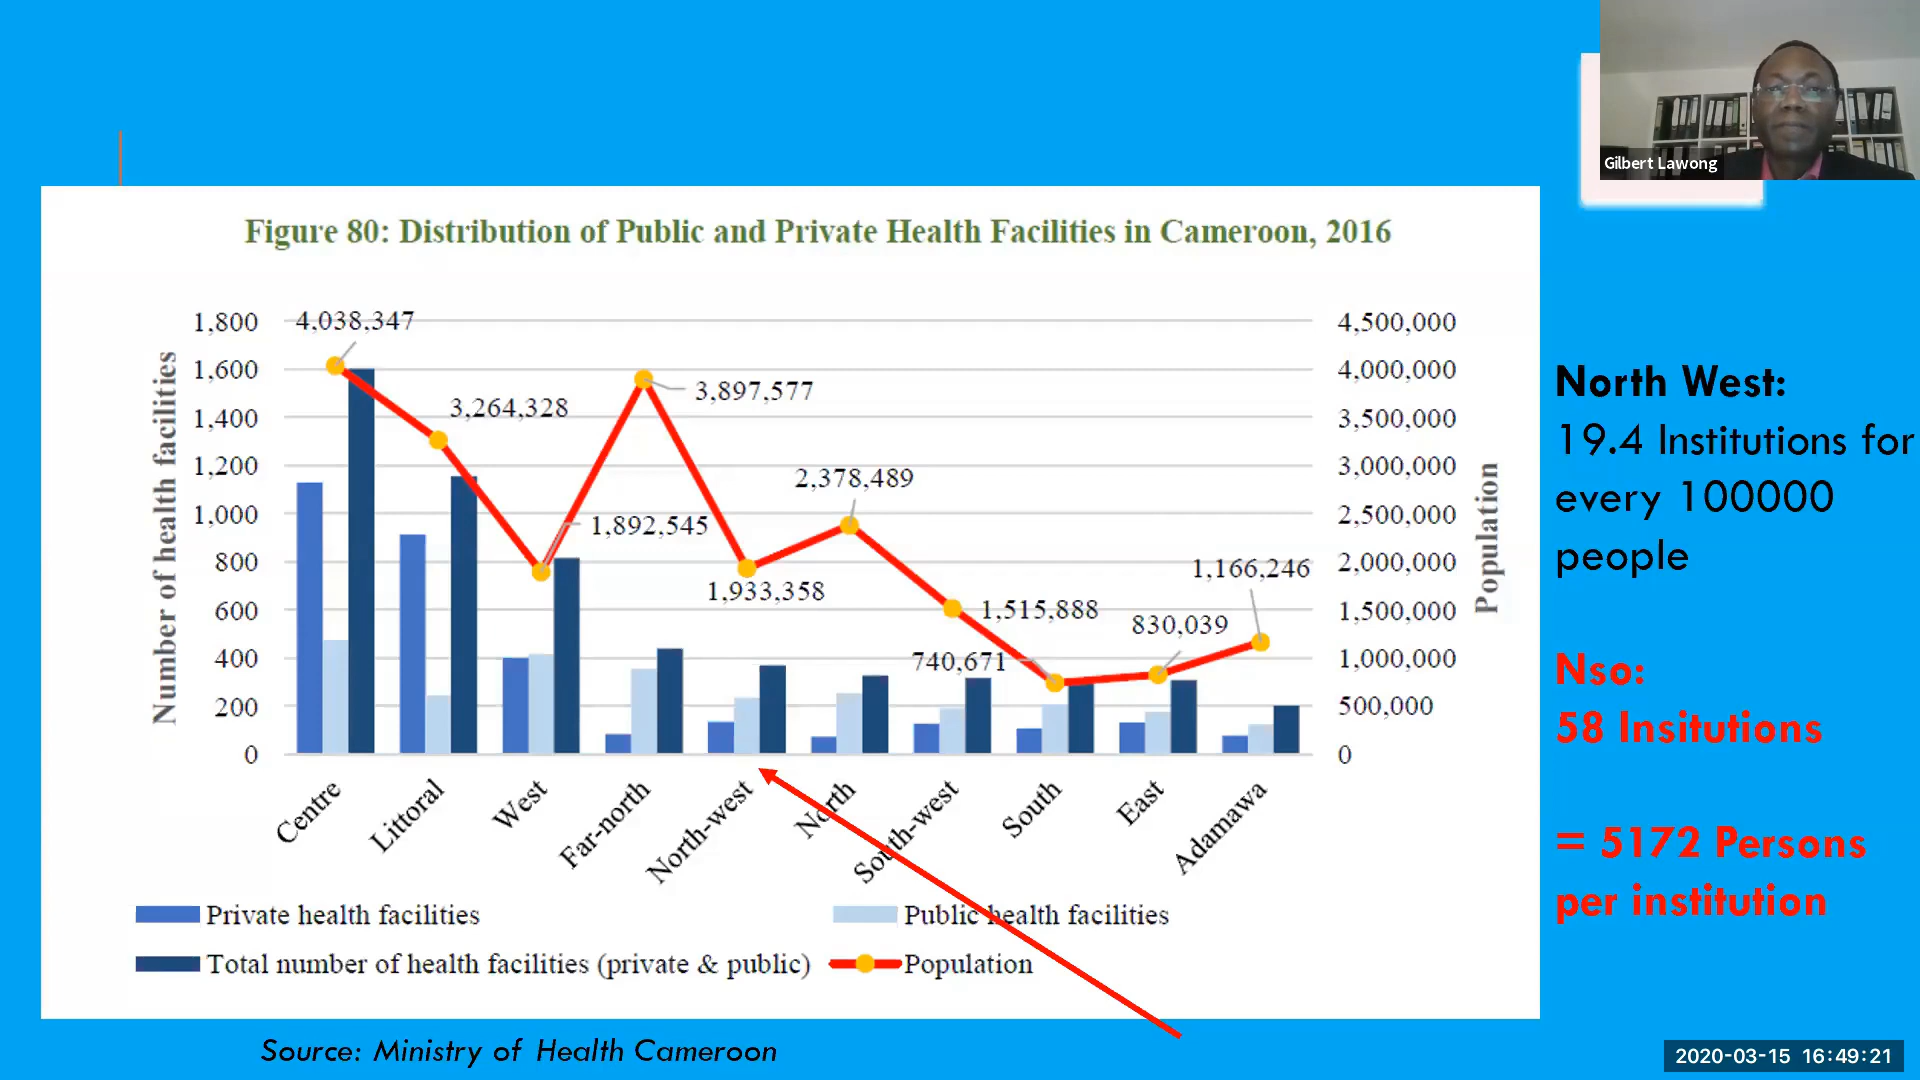 Gilbert Lawong
Figure 80: Distribution of Public and Private Health Facilities in Cameroon, 2016
Number of health facilities
1,800
1,600
1,400
1,200
1,000
800
600
400
200
0
4,038,347
3,264,328
1,892,545
3,897,577
1,933,358
2,378,489
1,515,888
740,671
830,039
1,166,246
4,500,000
4,000,000
3,500,000
3,000,000
2,500,000
2,000,000
1,500,000
1,000,000
500,000
0
Population
Centre
Littoral
West
Far-north
North-west
North
South-west
South
East
Adamawa
Private health facilities
Public health facilities
Total number of health facilities (private & public)
Population
North West:
19.4 Institutions for
every 100000
people
Nso:
58 Insitutions
= 5172 Persons
per institution
Source: Ministry of Health Cameroon
2020-03-15 16:49:21